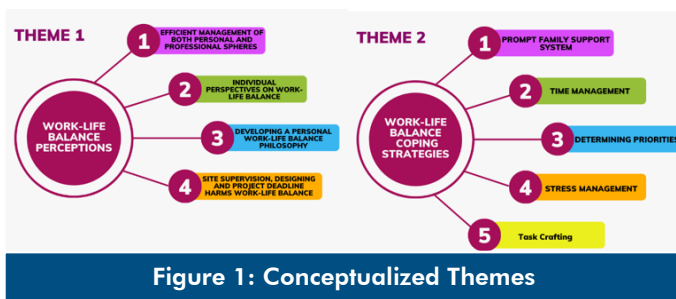 THEME 1
WORK-LIFE
BALANCE
PERCEPTIONS
1
EFFICIENT MANAGEMENT OF
BOTH PERSONAL AND
PROFESSIONAL SPHERES
2
INDIVIDUAL
PERSPECTIVES ON WORK-
LIFE BALANCE
3
DEVELOPING A PERSONAL
WORK-LIFE BALANCE
PHILOSOPHY
4
SITE SUPERVISION, DESIGNING
AND PROJECT DEADLINE
HARMS WORK-LIFE BALANCE
THEME 2
WORK-LIFE
BALANCE
COPING
STRATEGIES
1
PROMPT FAMILY SUPPORT
SYSTEM
2
TIME MANAGEMENT
3
DETERMINING PRIORITIES
4
STRESS MANAGEMENT
5
Task Crafting
Figure 1: Conceptualized Themes